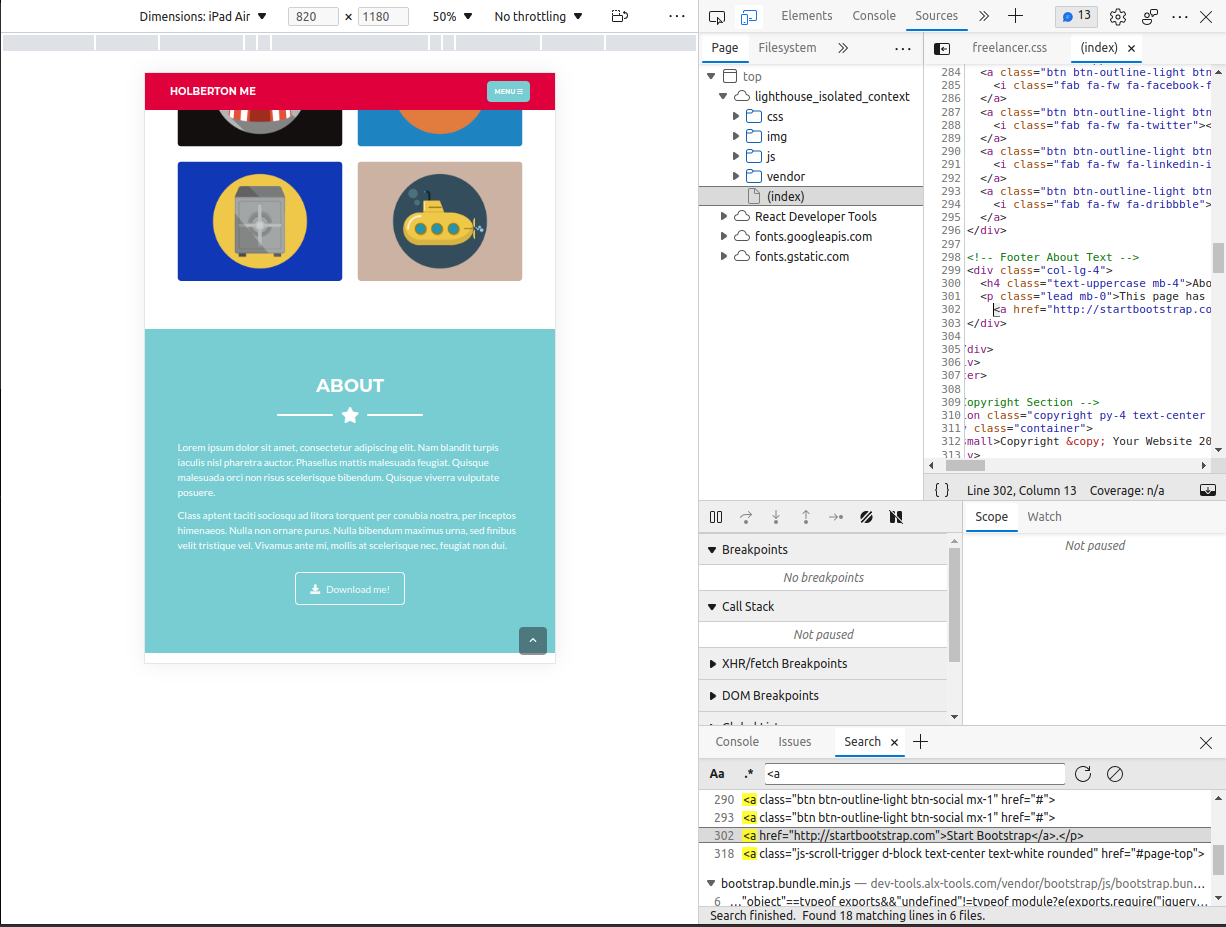 Dimensions: iPad Air 820 × 1180 50% No throttling
HOLBERTON ME
MENU
ABOUT
Lorem ipsum dolor sit amet, consectetur adipiscing elit. Nam blandit turpis
iaculis nisl pharetra auctor. Phasellus mattis malesuada feugiat. Quisque
malesuada orci non risus scelerisque bibendum. Quisque viverra vulputate
posuere.
Class aptent taciti sociosqu ad litora torquent per conubia nostra, per inceptos
himenaeos. Nulla non ornare purus. Nulla bibendum maximus urna, sed finibus
velit tristique vel. Vivamus ante mi, mollis at scelerisque nec, feugiat non dui.
Download me!
Elements Console Sources 13
Page Filesystem
top
lighthouse_isolated_context
css
img
js
vendor
(index)
React Developer Tools
fonts.googleapis.com
fonts.gstatic.com
freelancer.css (index)
284 <a class="btn btn-outline-light btn
285 <i class="fab fa-fw fa-facebook-f
286 </a>
287 <a class="btn btn-outline-light btn
288 <i class="fab fa-fw fa-twitter"><
289 </a>
290 <a class="btn btn-outline-light btn
291 <i class="fab fa-fw fa-linkedin-i
292 </a>
293 <a class="btn btn-outline-light btn
294 <i class="fab fa-fw fa-dribbble">
295 </a>
296 </div>
297
298 <!-- Footer About Text -->
299 <div class="col-lg-4">
300 <h4 class="text-uppercase mb-4">Abo
301 <p class="lead mb-0">This page has
302 <a href="http://startbootstrap.co
303 </div>
304
305 /div>
306 iv>
307 ter>
308
309 opyright Section -->
310 ion class="copyright py-4 text-center
311 class="container">
312 small>Copyright &copy; Your Website 20
313 v>
{ } Line 302, Column 13 Coverage: n/a
Breakpoints
No breakpoints
Call Stack
Not paused
XHR/fetch Breakpoints
DOM Breakpoints
Scope Watch
Not paused
Console Issues Search
Aa .* <a
290 <a class="btn btn-outline-light btn-social mx-1" href="#">
293 <a class="btn btn-outline-light btn-social mx-1" href="#">
302 <a href="http://startbootstrap.com">Start Bootstrap</a>.</p>
318 <a class="js-scroll-trigger d-block text-center text-white rounded" href="#page-top">
bootstrap.bundle.min.js — dev-tools.alx-tools.com/vendor/bootstrap/js/bootstrap.bun…
6 …"object"==typeof exports&&"undefined"!=typeof module?e(exports,require("jquery…
Search finished. Found 18 matching lines in 6 files.